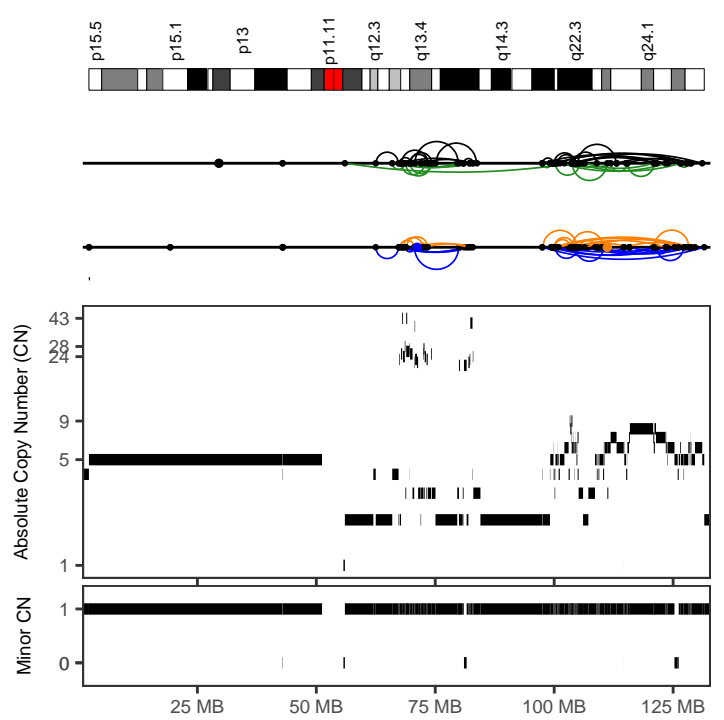 p15.5 p15.1 p13 p11.11 q12.3 q13.4 q14.3 q22.3 q24.1
Absolute Copy Number (CN)
43
28
24
9
5
1
Minor CN
1
0
25 MB 50 MB 75 MB 100 MB 125 MB